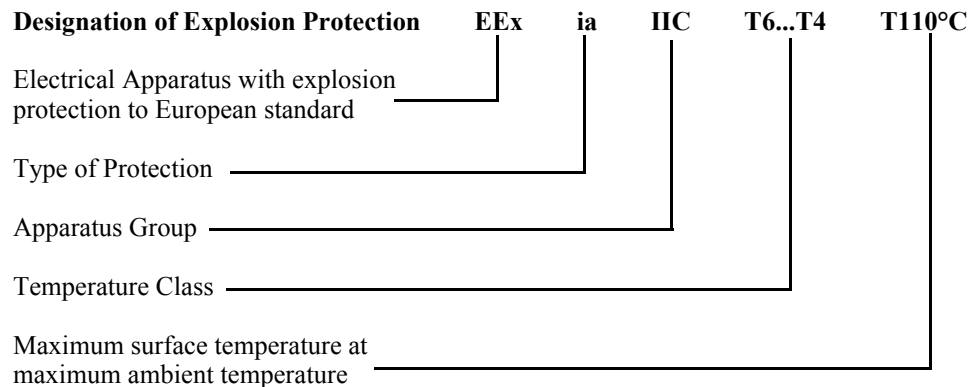 Designation of Explosion Protection EEx ia IIC T6...T4 T110°C
Electrical Apparatus with explosion
protection to European standard
Type of Protection
Apparatus Group
Temperature Class
Maximum surface temperature at
maximum ambient temperature